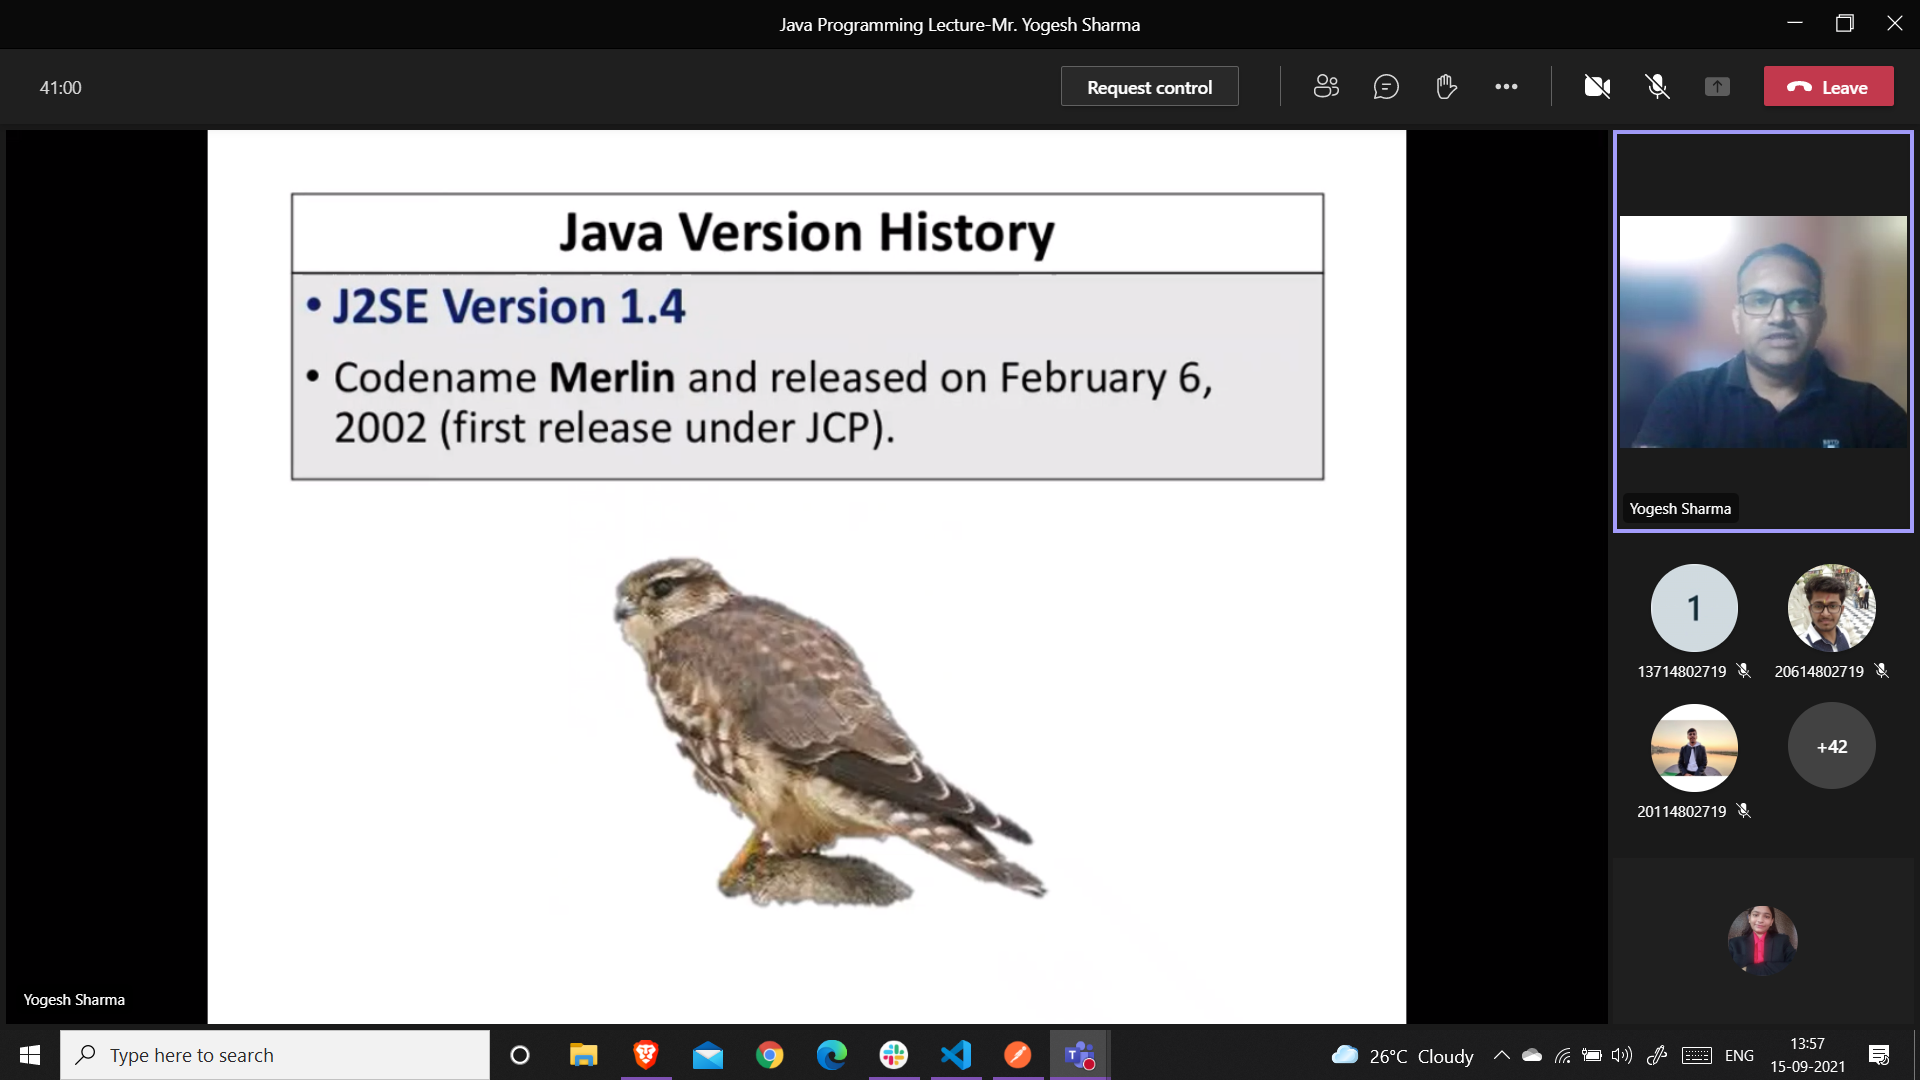 Java Programming Lecture-Mr. Yogesh Sharma
41:00
Request control
Leave
Java Version History
• J2SE Version 1.4
• Codename Merlin and released on February 6,
2002 (first release under JCP).
Yogesh Sharma
1
13714802719
20614802719
20114802719
+42
Yogesh Sharma
Type here to search
26°C Cloudy
ENG
13:57
15-09-2021